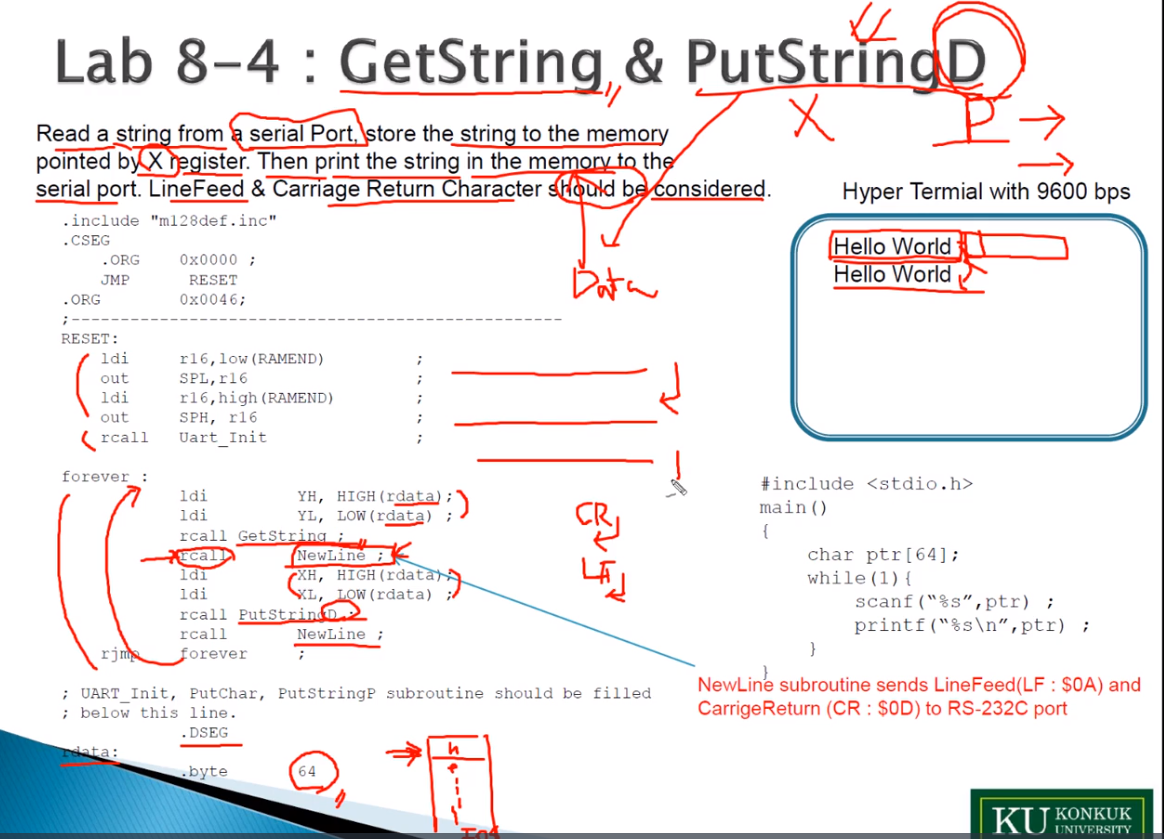 Lab 8-4 : GetString & PutStringD
Read a string from a serial Port, store the string to the memory
pointed by X register. Then print the string in the memory to the
serial port. LineFeed & Carriage Return Character should be considered.
X
P
Data
Hyper Termial with 9600 bps
Hello World
Hello World
.include "m128def.inc"
.CSEG
.ORG 0x0000 ;
JMP RESET
.ORG 0x0046;
;--------------------------------------------------
RESET:
ldi r16,low(RAMEND) ;
out SPL,r16 ;
ldi r16,high(RAMEND) ;
out SPH, r16 ;
rcall Uart_Init ;
forever :
ldi YH, HIGH(rdata);
ldi YL, LOW(rdata) ;
rcall GetString ;
rcall NewLine ;
ldi XH, HIGH(rdata);
ldi XL, LOW(rdata) ;
rcall PutStringD ;
rcall NewLine ;
rjmp forever ;
; UART_Init, PutChar, PutStringP subroutine should be filled
; below this line.
.DSEG
rdata:
.byte 64
CR
LF
h
e
#include <stdio.h>
main()
{
char ptr[64];
while(1){
scanf("%s",ptr) ;
printf("%s\n",ptr) ;
}
}
NewLine subroutine sends LineFeed(LF : $0A) and
CarrigeReturn (CR : $0D) to RS-232C port
KU KONKUK
UNIVERSITY